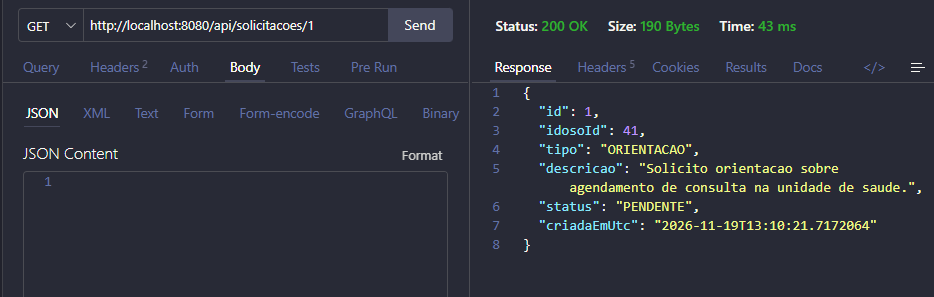 GET http://localhost:8080/api/solicitacoes/1 Send
Query Headers 2 Auth Body Tests Pre Run
JSON XML Text Form Form-encode GraphQL Binary
JSON Content Format
1
Status: 200 OK Size: 190 Bytes Time: 43 ms
Response Headers 5 Cookies Results Docs </>
1 {
2 "id": 1,
3 "idosoId": 41,
4 "tipo": "ORIENTACAO",
5 "descricao": "Solicito orientacao sobre
agendamento de consulta na unidade de saude.",
6 "status": "PENDENTE",
7 "criadaEmUtc": "2026-11-19T13:10:21.7172064"
8 }